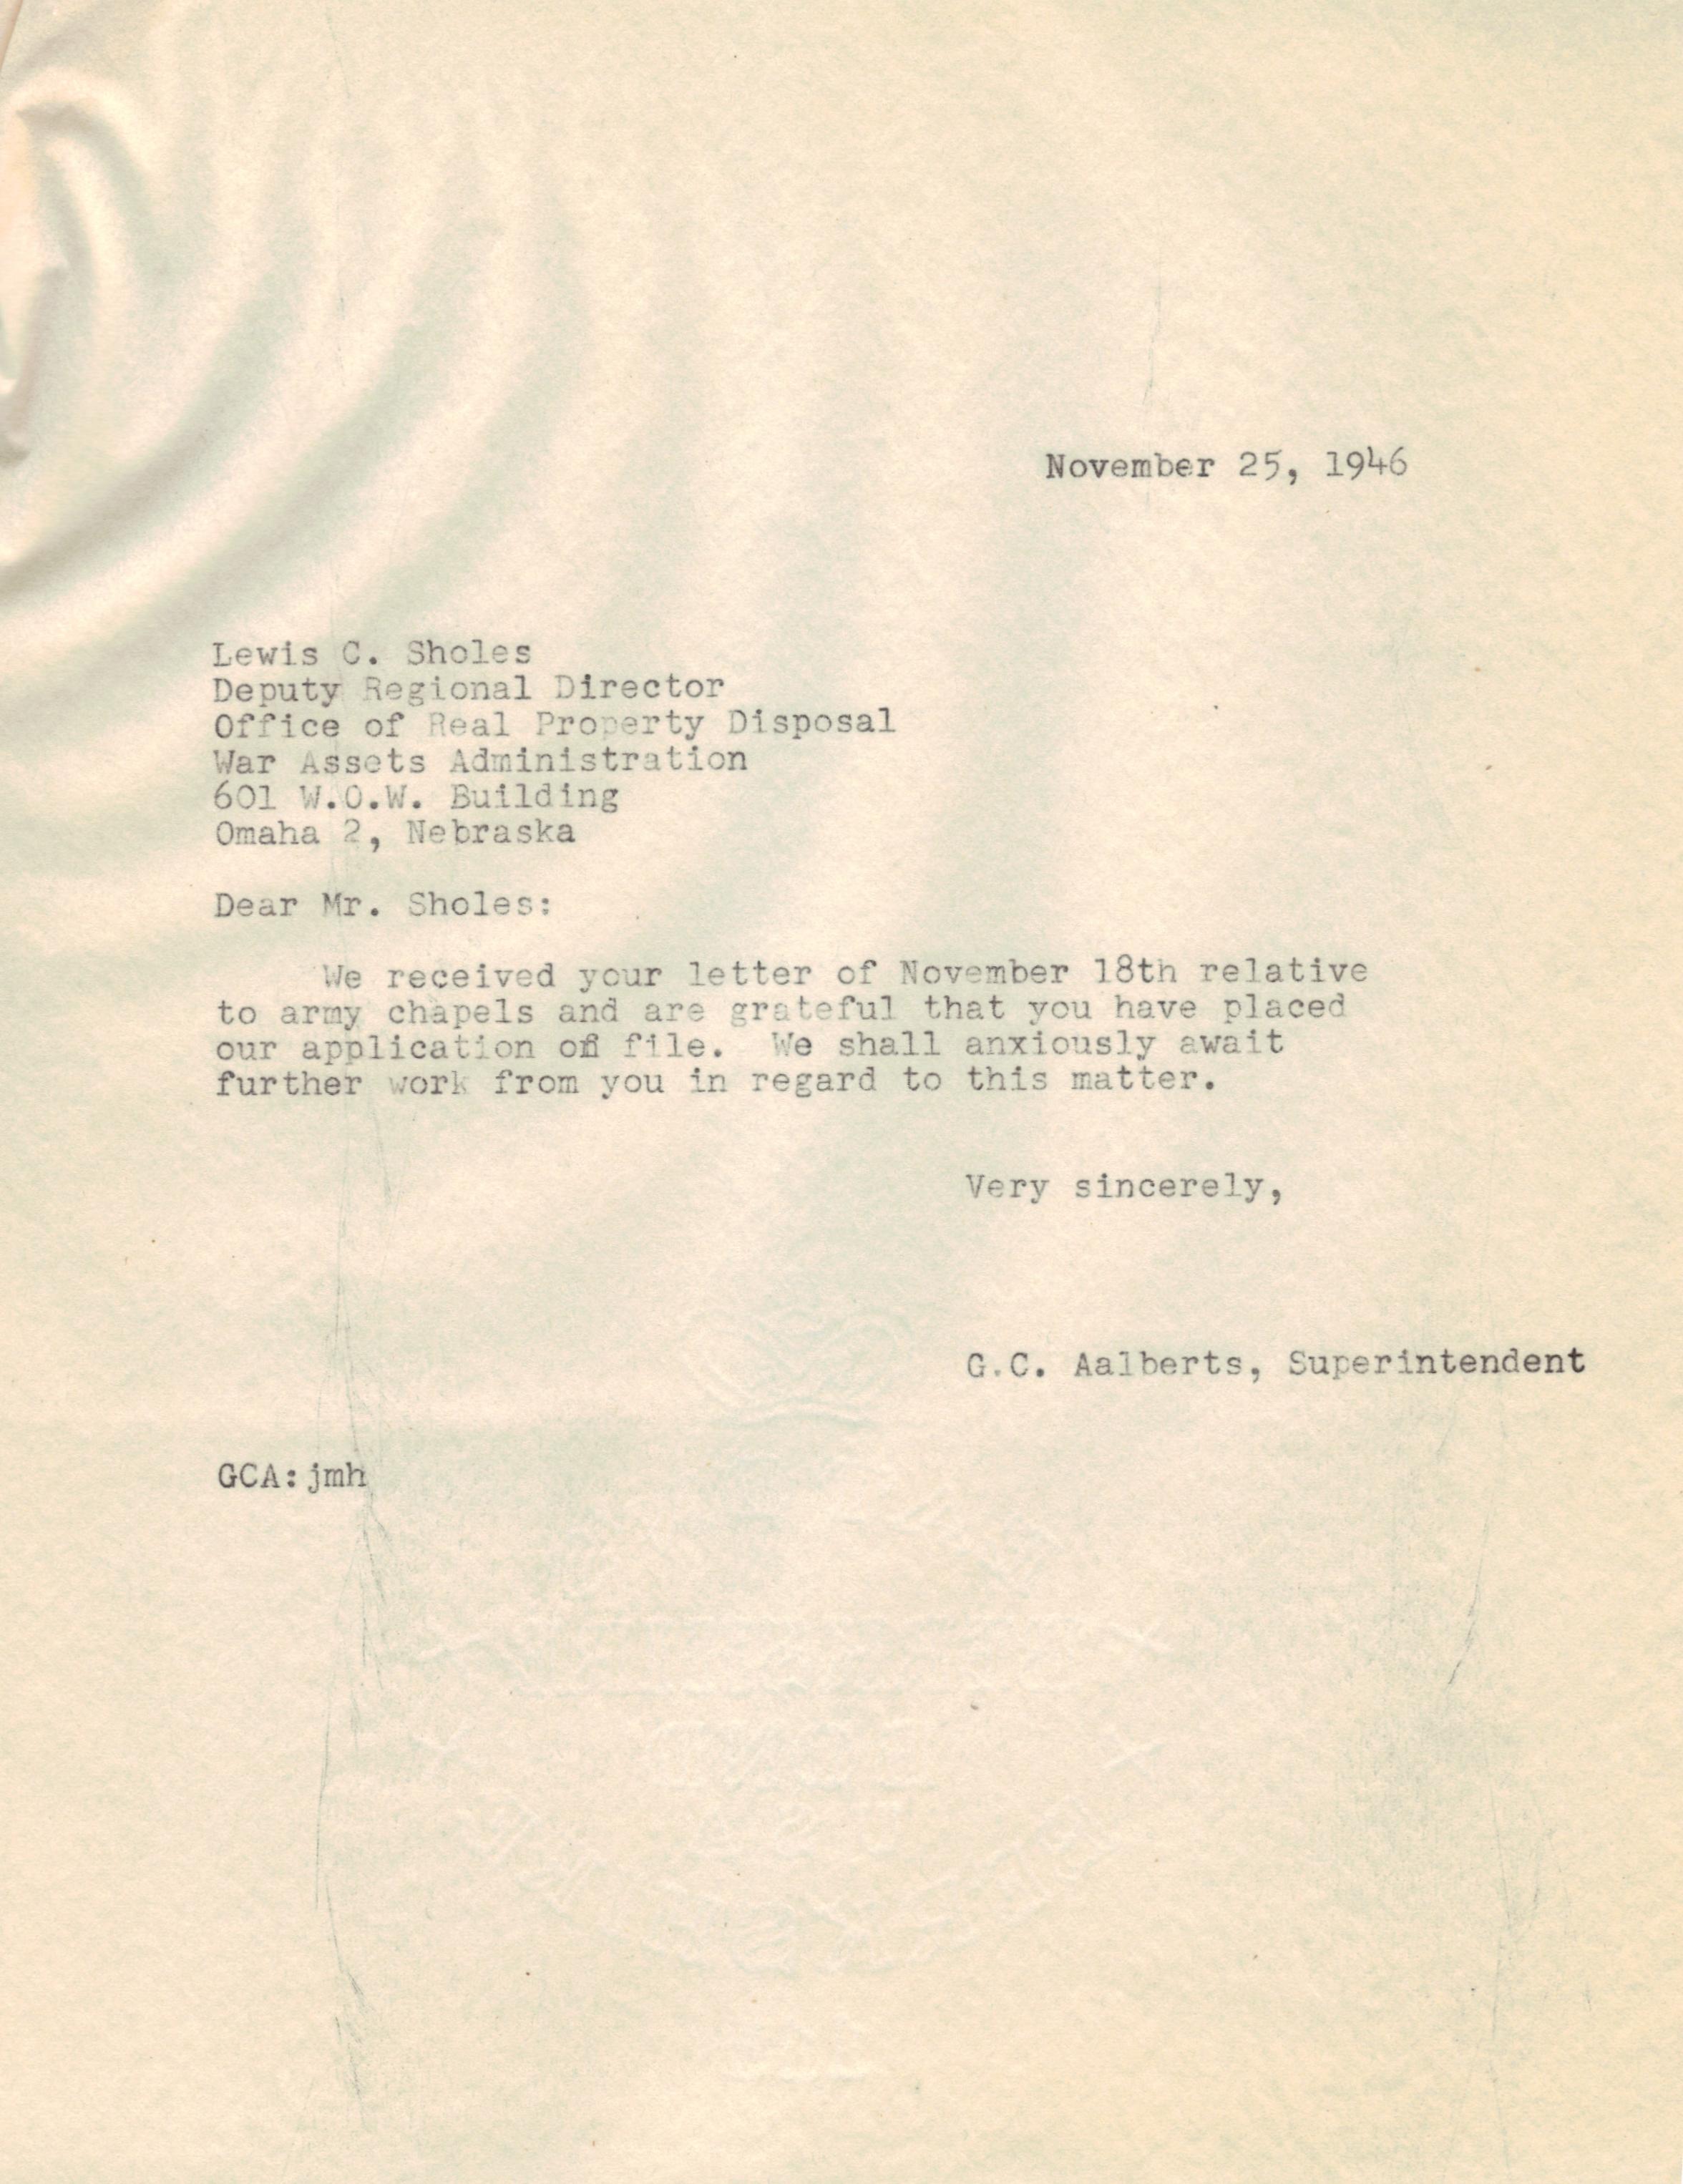 November 25, 1946
Lewis C. Sholes
Deputy Regional Director
Office of Real Property Disposal
War Assets Administration
601 W.O.W. Building
Omaha 2, Nebraska
Dear Mr. Sholes:
We received your letter of November 18th relative
to army chapels and are grateful that you have placed
our application on file. We shall anxiously await
further work from you in regard to this matter.
Very sincerely,
G.C. Aalberts, Superintendent
GCA:jmh